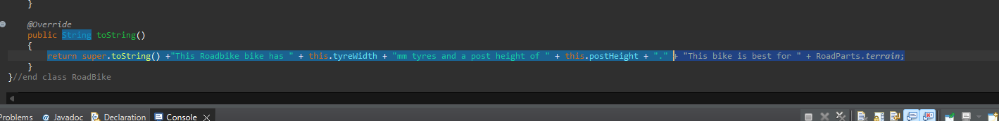 }
@Override
public String toString()
{
return super.toString() +"This Roadbike bike has " + this.tyreWidth + "mm tyres and a post height of " + this.postHeight + "." + "This bike is best for " + RoadParts.terrain;
}
}//end class RoadBike
Problems @ Javadoc Declaration Console